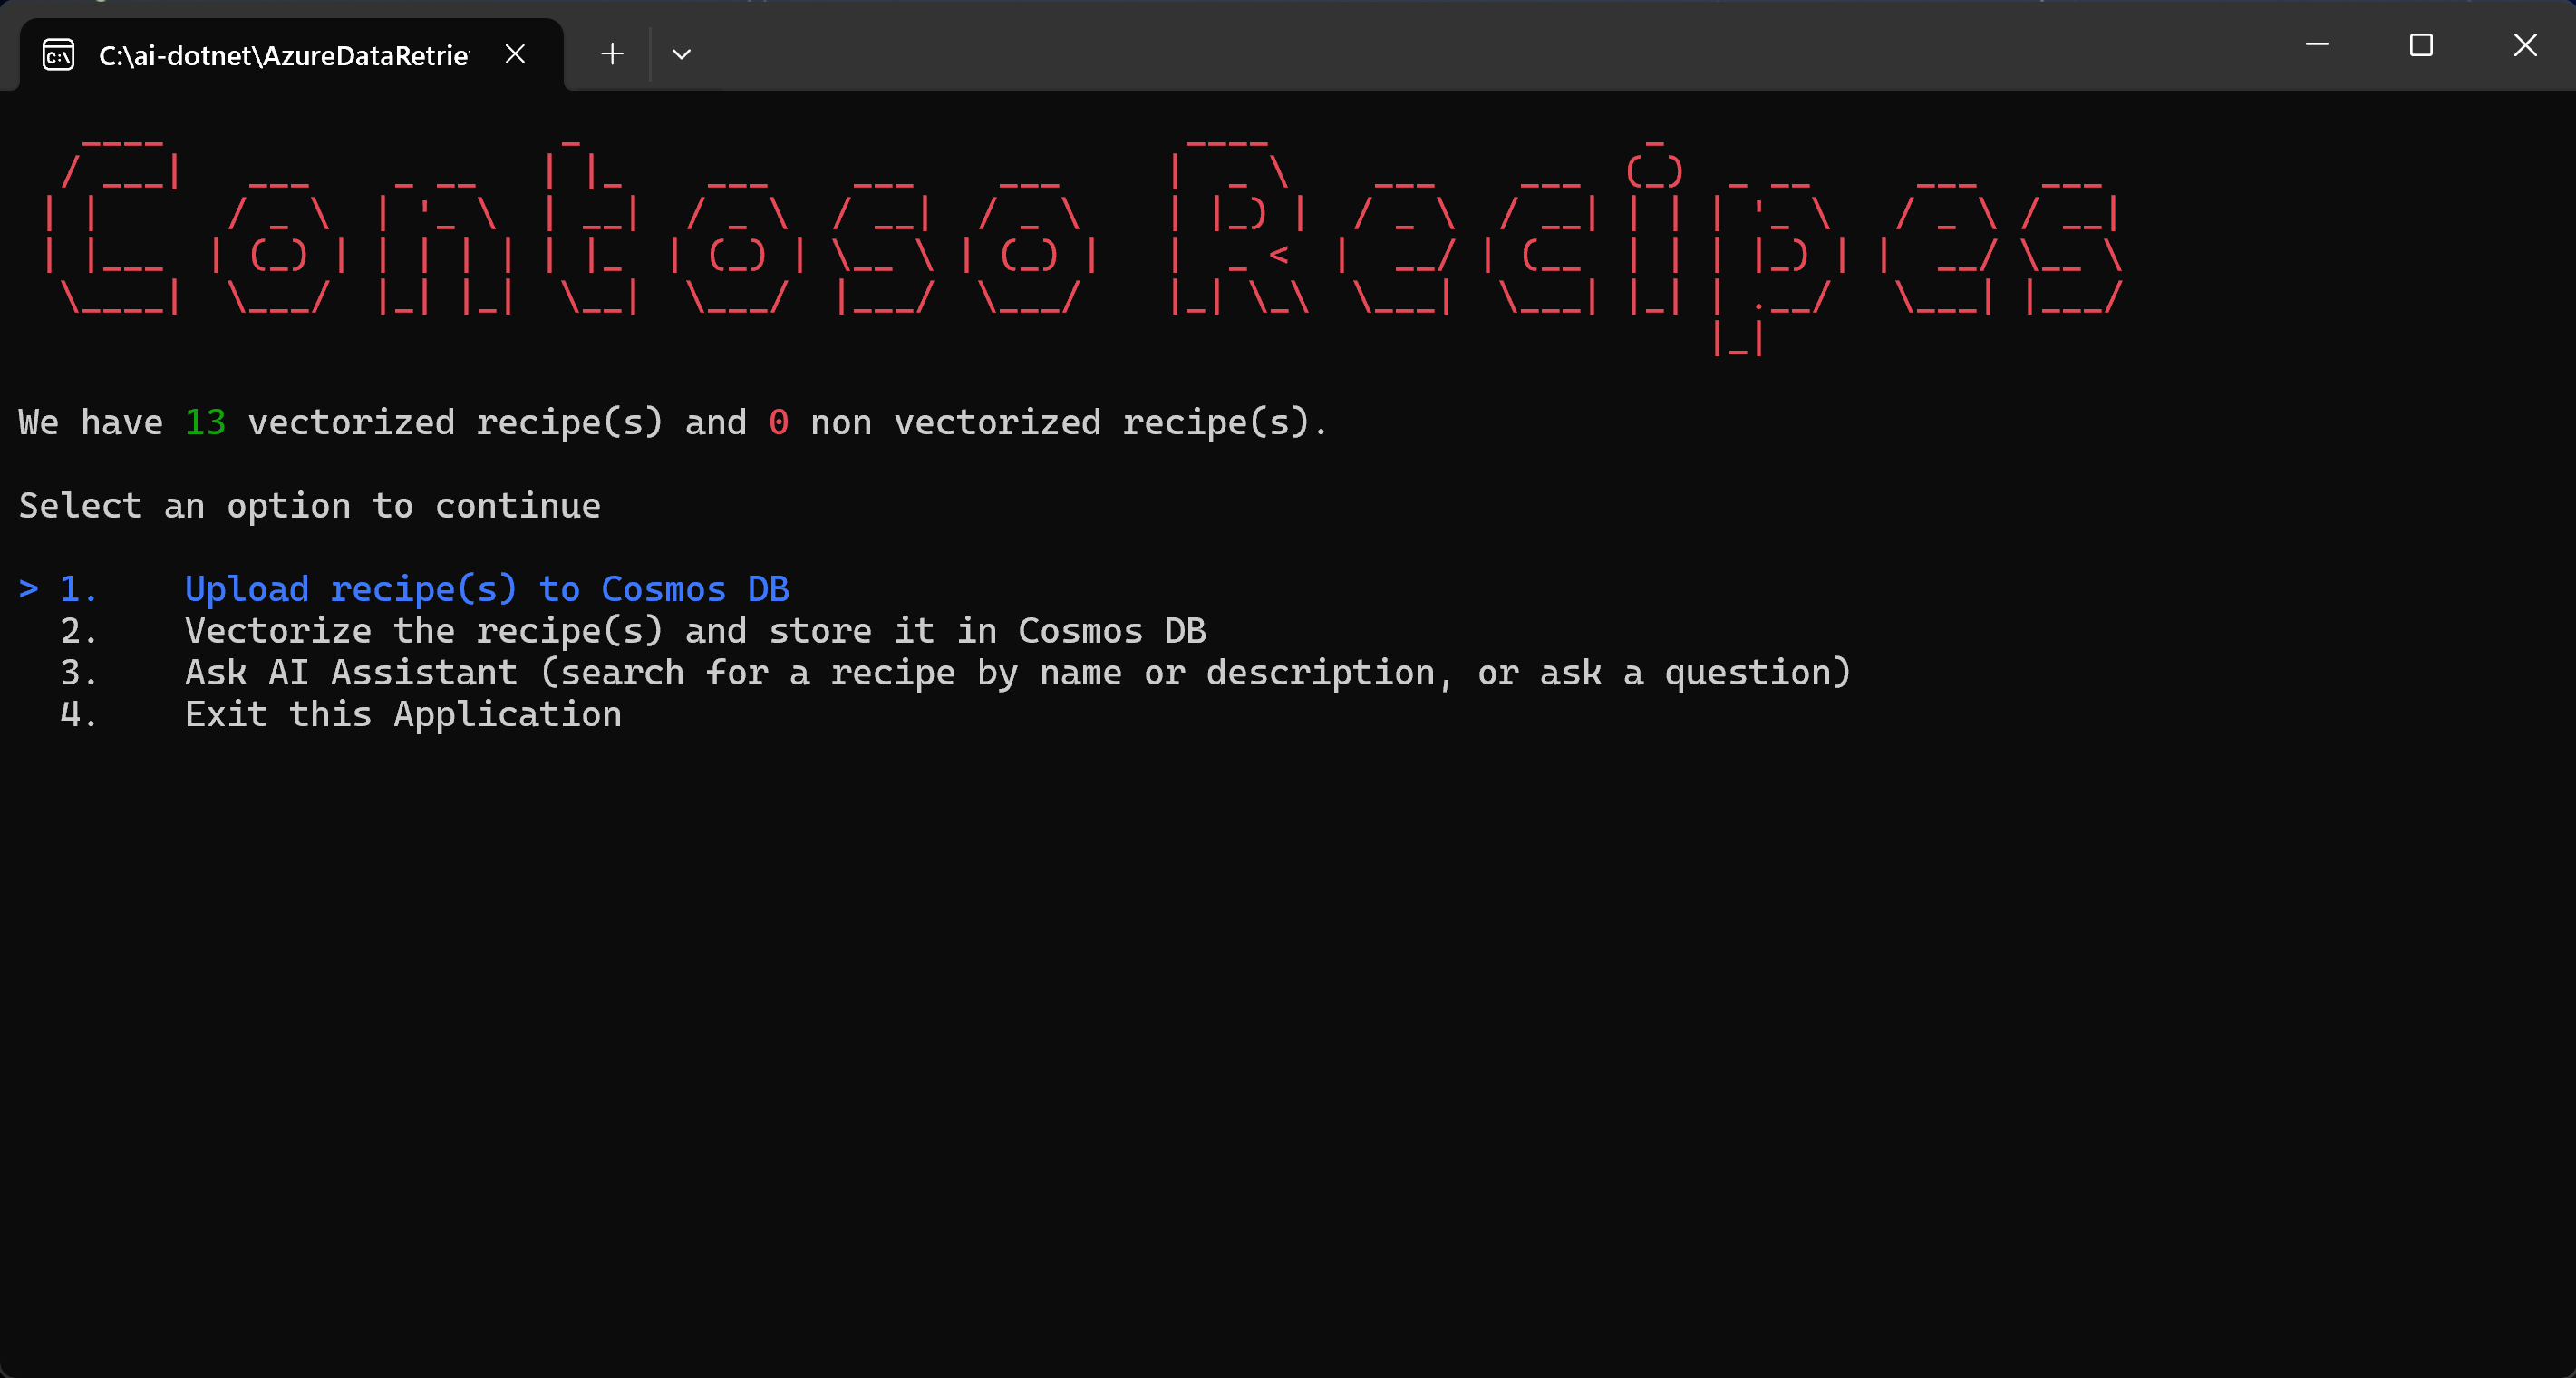 C:\ai-dotnet\AzureDataRetrie
Contoso Recipes
We have 13 vectorized recipe(s) and 0 non vectorized recipe(s).
Select an option to continue
> 1. Upload recipe(s) to Cosmos DB
2. Vectorize the recipe(s) and store it in Cosmos DB
3. Ask AI Assistant (search for a recipe by name or description, or ask a question)
4. Exit this Application